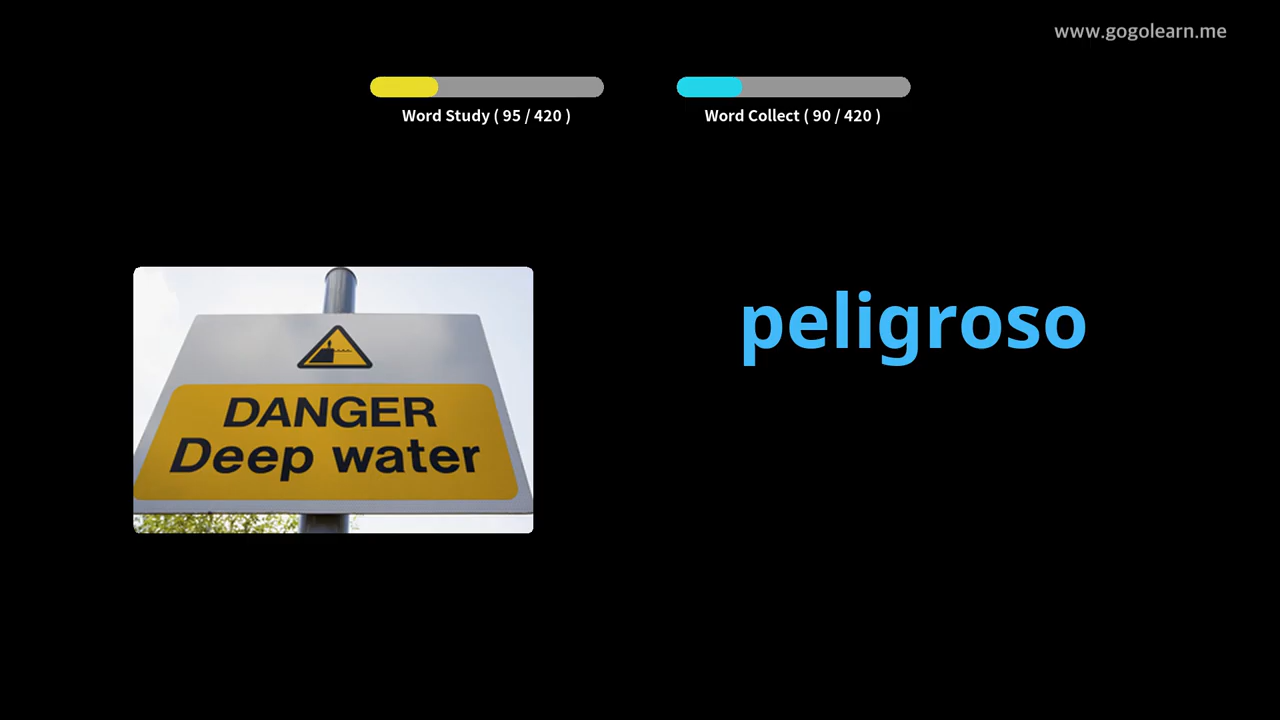 www.gogolearn.me
Word Study ( 95 / 420 )
Word Collect ( 90 / 420 )
DANGER
Deep water
peligroso